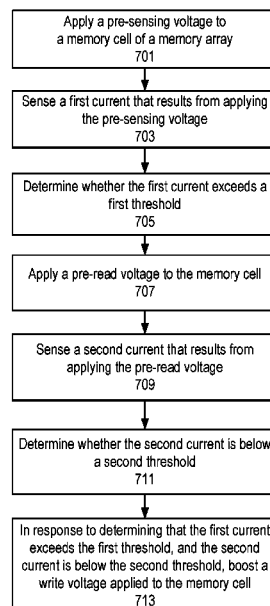 Apply a pre-sensing voltage to
a memory cell of a memory array
701
Sense a first current that results from applying
the pre-sensing voltage
703
Determine whether the first current exceeds a
first threshold
705
Apply a pre-read voltage to the memory cell
707
Sense a second current that results from
applying the pre-read voltage
709
Determine whether the second current is below
a second threshold
711
In response to determining that the first current
exceeds the first threshold, and the second
current is below the second threshold, boost a
write voltage applied to the memory cell
713